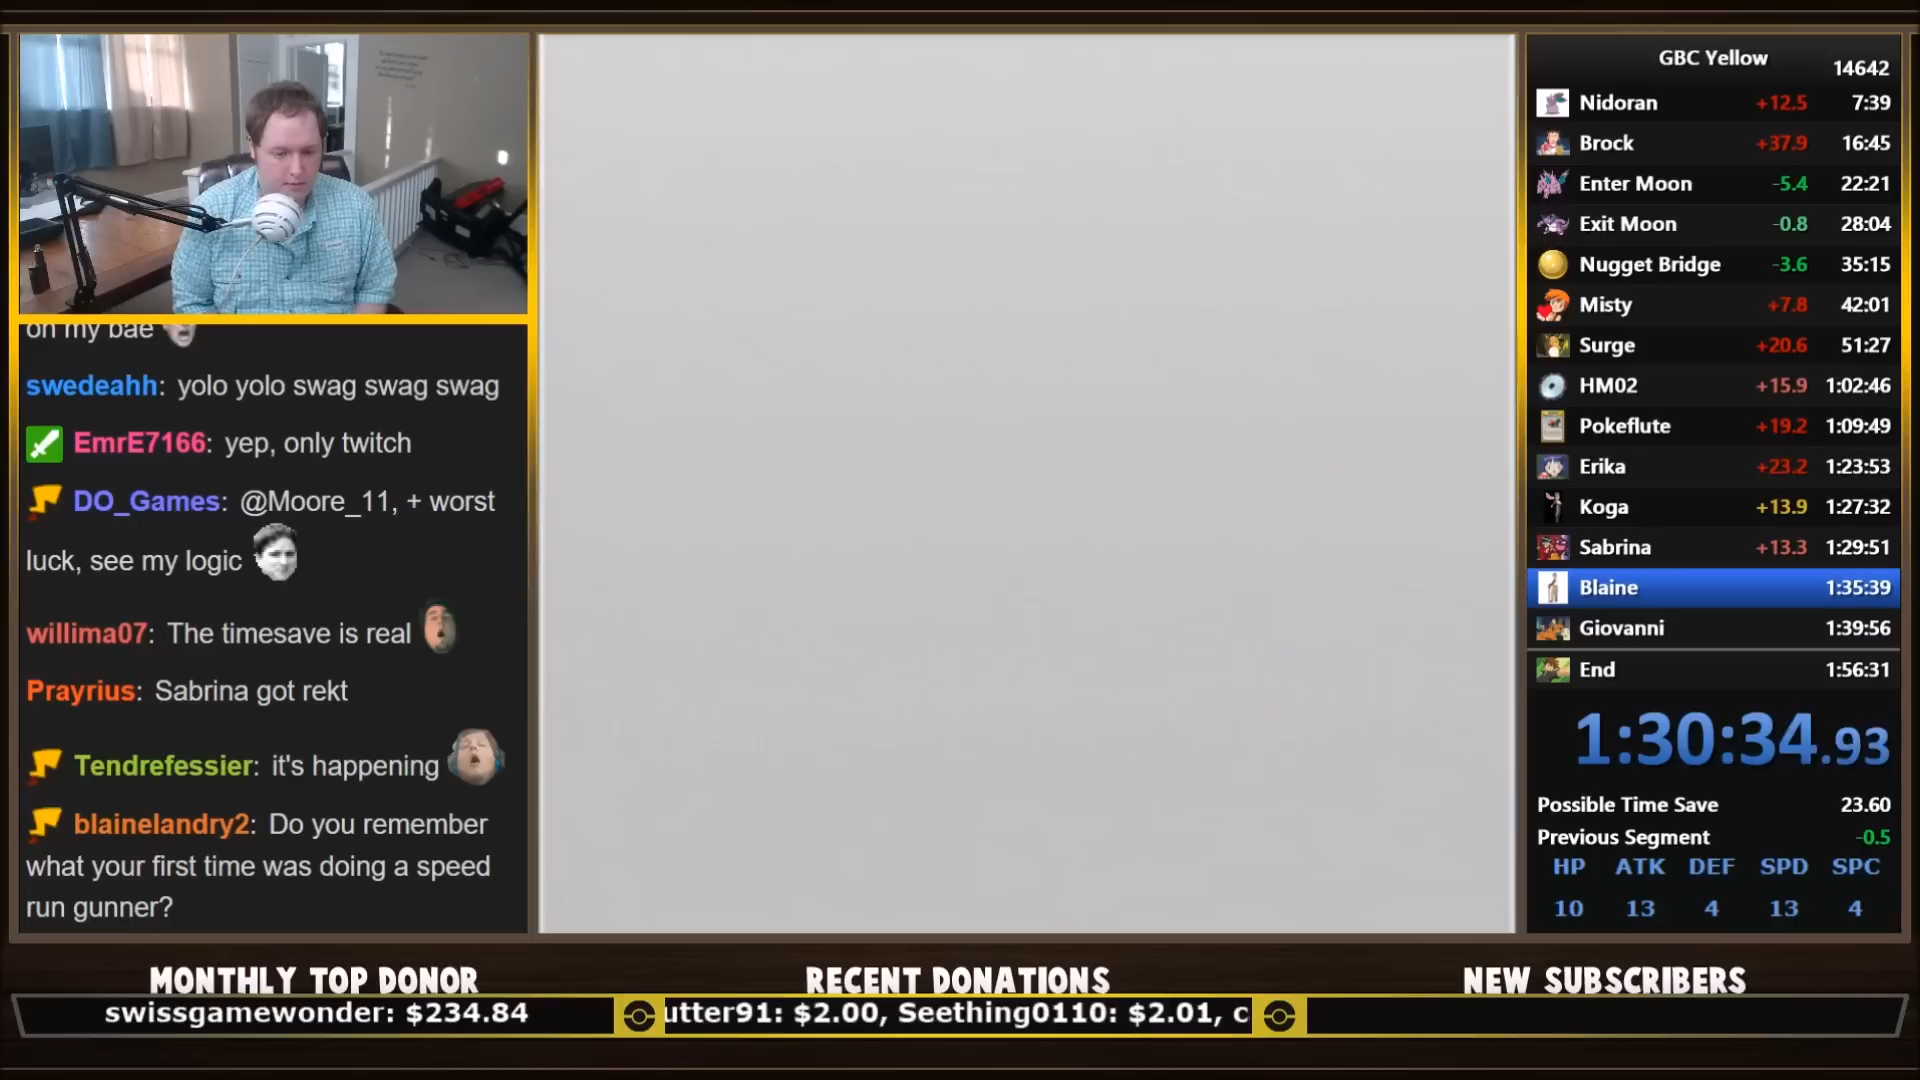 on my bae
swedeahh: yolo yolo swag swag swag
EmrE7166: yep, only twitch
DO_Games: @Moore_11, + worst
luck, see my logic
willima07: The timesave is real
Prayrius: Sabrina got rekt
Tendrefessier: it's happening
blainelandry2: Do you remember
what your first time was doing a speed
run gunner?
GBC Yellow 14642
Nidoran +12.5 7:39
Brock +37.9 16:45
Enter Moon -5.4 22:21
Exit Moon -0.8 28:04
Nugget Bridge -3.6 35:15
Misty +7.8 42:01
Surge +20.6 51:27
HM02 +15.9 1:02:46
Pokeflute +19.2 1:09:49
Erika +23.2 1:23:53
Koga +13.9 1:27:32
Sabrina +13.3 1:29:51
Blaine 1:35:39
Giovanni 1:39:56
End 1:56:31
1:30:34.93
Possible Time Save 23.60
Previous Segment -0.5
HP ATK DEF SPD SPC
10 13 4 13 4
MONTHLY TOP DONOR
swissgamewonder: $234.84
RECENT DONATIONS
utter91: $2.00, Seething0110: $2.01, c
NEW SUBSCRIBERS